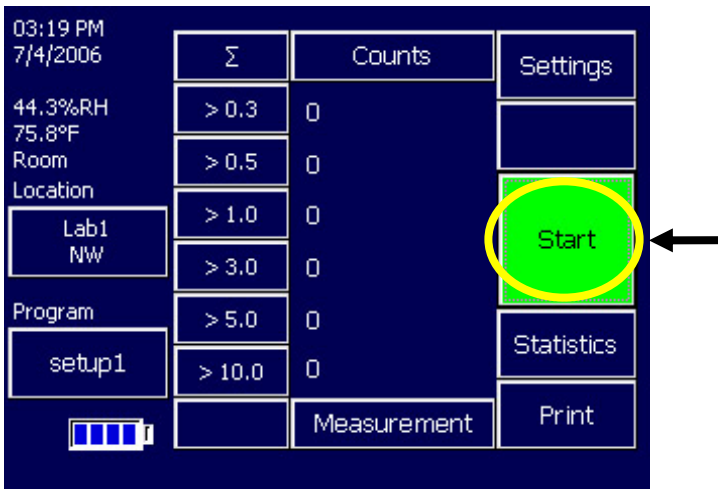 03:19 PM
7/4/2006
44.3%RH
75.8°F
Room
Location
Lab1
NW
Program
setup1
Σ
Counts
> 0.3
0
> 0.5
0
> 1.0
0
> 3.0
0
> 5.0
0
> 10.0
0
Measurement
Settings
Start
Statistics
Print